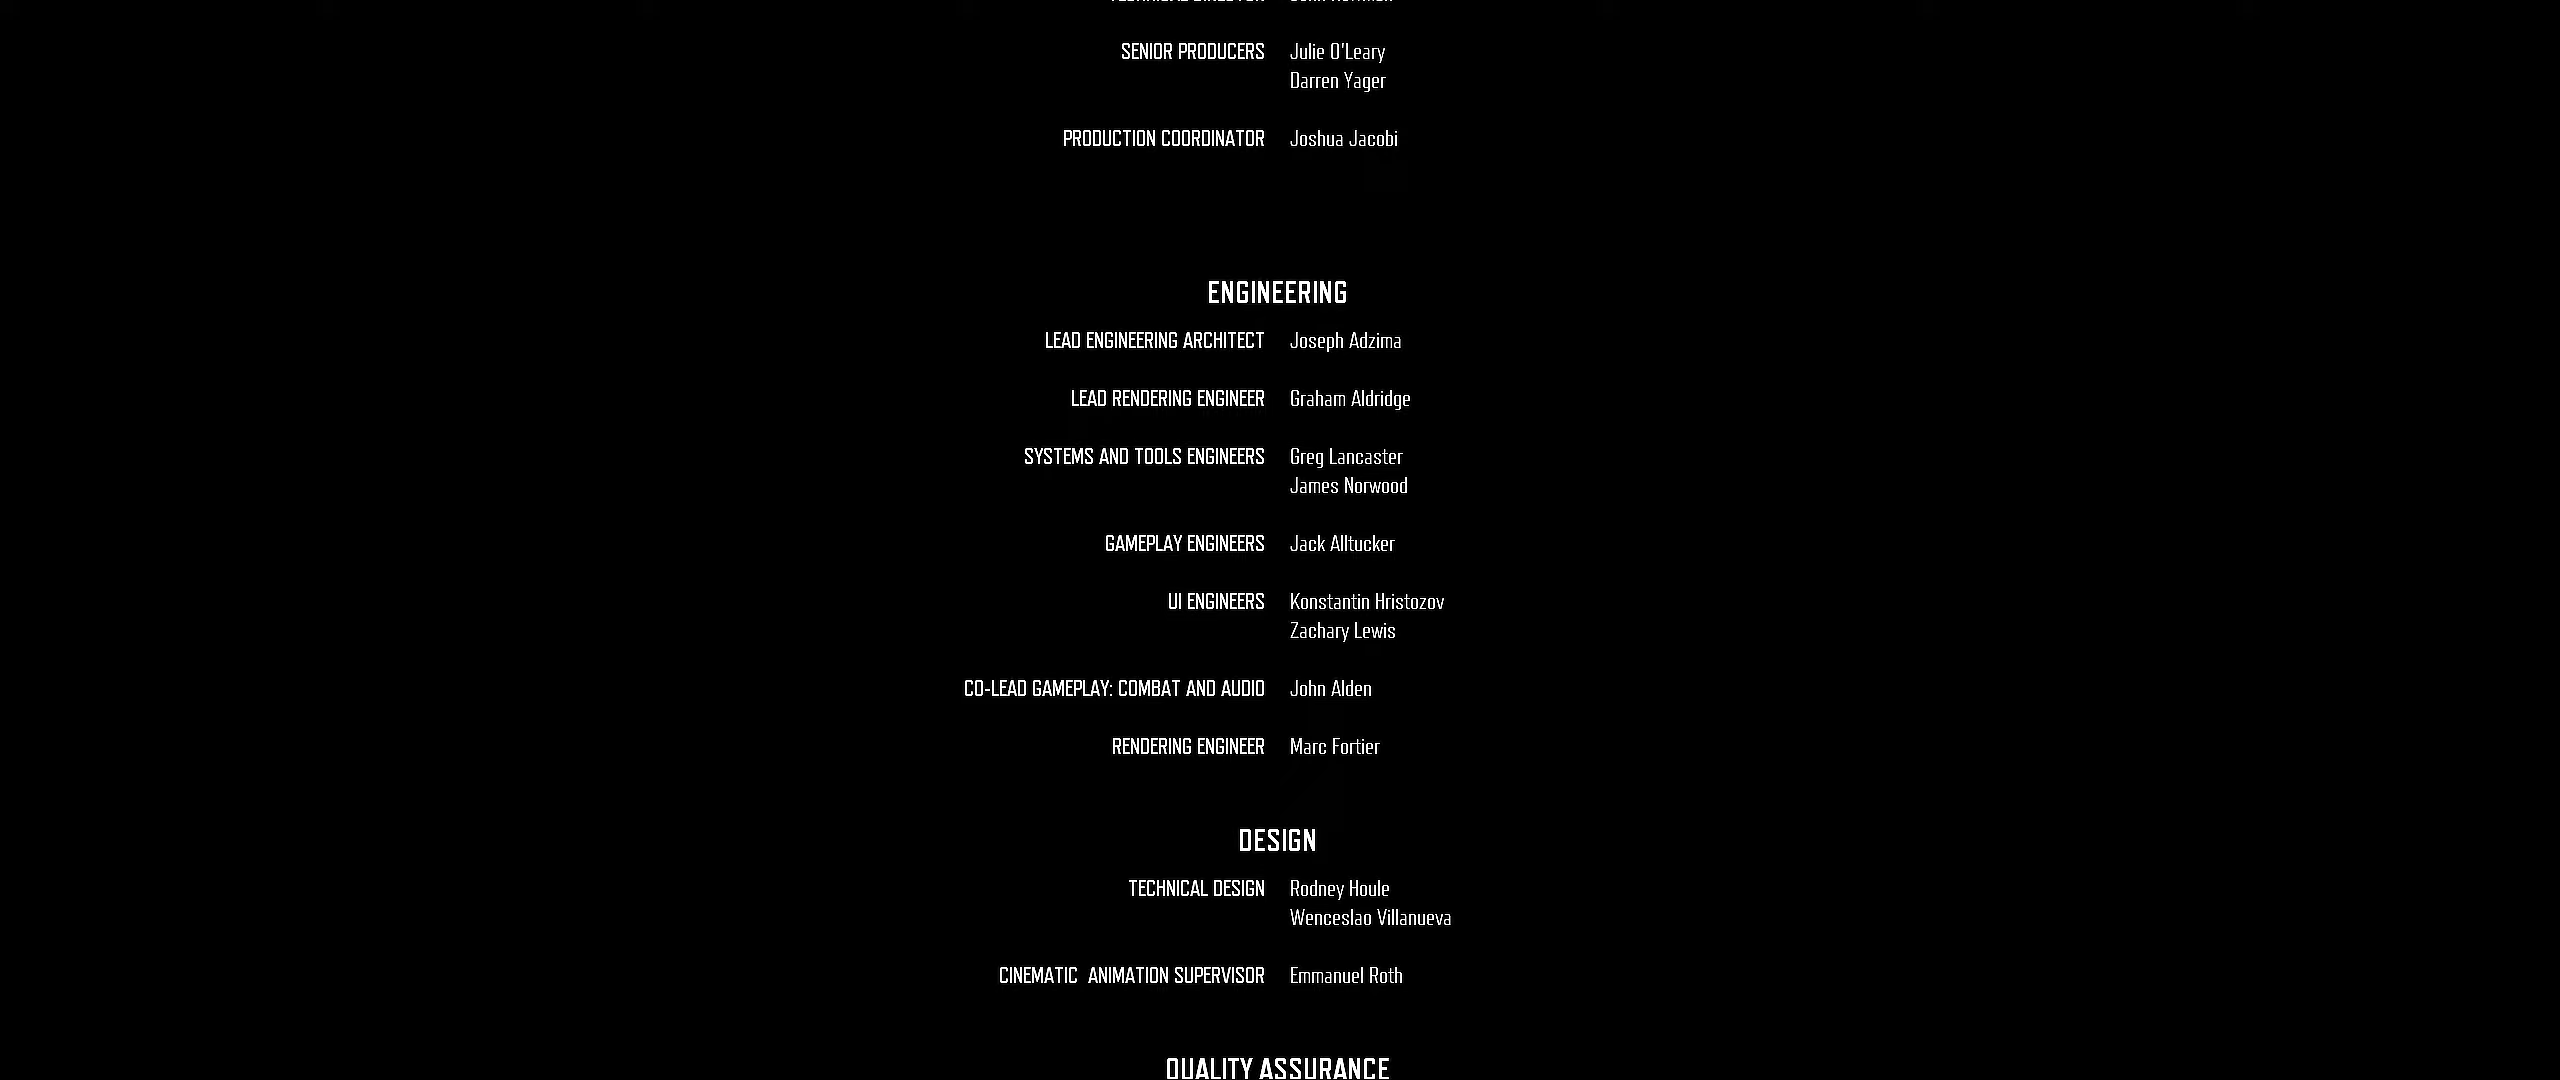 SENIOR PRODUCERS Julie O'Leary
Darren Yager
PRODUCTION COORDINATOR Joshua Jacobi
ENGINEERING
LEAD ENGINEERING ARCHITECT Joseph Adzima
LEAD RENDERING ENGINEER Graham Aldridge
SYSTEMS AND TOOLS ENGINEERS Greg Lancaster
James Norwood
GAMEPLAY ENGINEERS Jack Alltucker
UI ENGINEERS Konstantin Hristozov
Zachary Lewis
CO-LEAD GAMEPLAY: COMBAT AND AUDIO John Alden
RENDERING ENGINEER Marc Fortier
DESIGN
TECHNICAL DESIGN Rodney Houle
Wenceslao Villanueva
CINEMATIC  ANIMATION SUPERVISOR Emmanuel Roth
QUALITY ASSURANCE